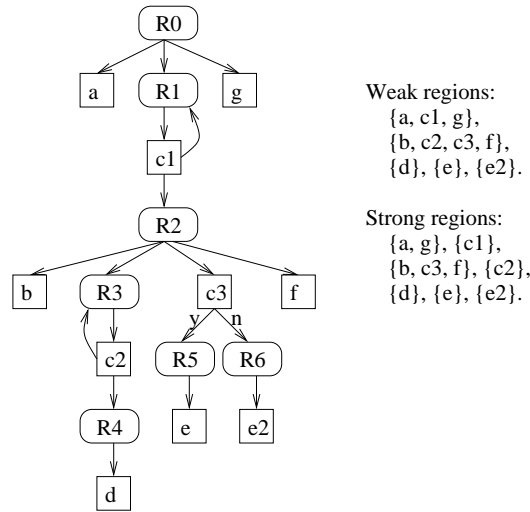 R0
a
R1
g
c1
R2
b
R3
c3
f
y
n
c2
R5
R6
R4
e
e2
d
Weak regions:
{a, c1, g},
{b, c2, c3, f},
{d}, {e}, {e2}.
Strong regions:
{a, g}, {c1},
{b, c3, f}, {c2},
{d}, {e}, {e2}.